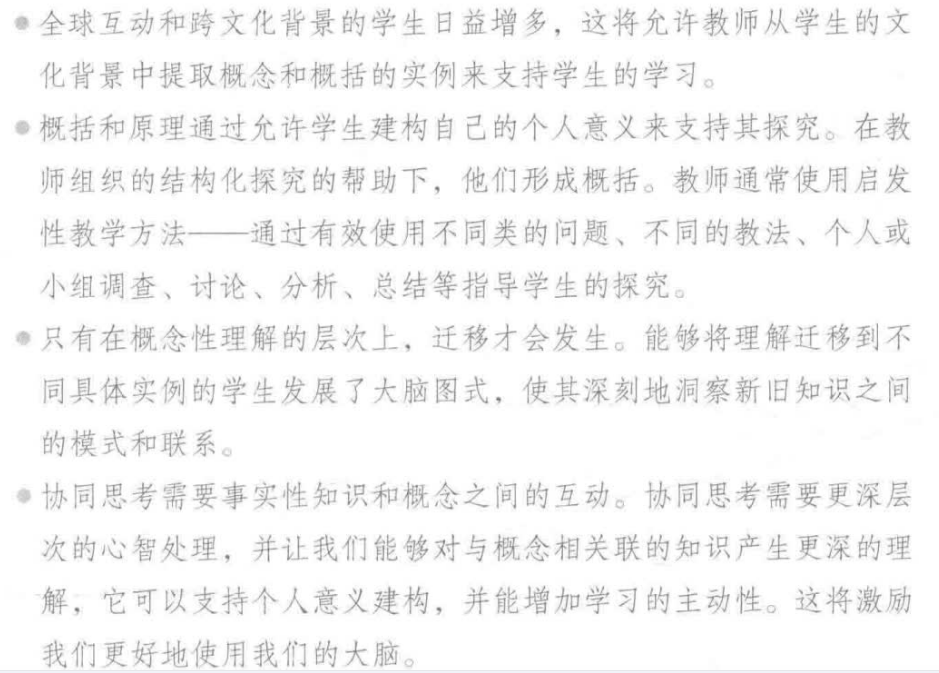 ●全球互动和跨文化背景的学生日益增多，这将允许教师从学生的文
化背景中提取概念和概括的实例来支持学生的学习。
●概括和原理通过允许学生建构自己的个人意义来支持其探究。在教
师组织的结构化探究的帮助下，他们形成概括。教师通常使用启发
性教学方法——通过有效使用不同类的问题、不同的教法、个人或
小组调查、讨论、分析、总结等指导学生的探究。
●只有在概念性理解的层次上，迁移才会发生。能够将理解迁移到不
同具体实例的学生发展了大脑图式，使其深刻地洞察新旧知识之间
的模式和联系。
●协同思考需要事实性知识和概念之间的互动。协同思考需要更深层
次的心智处理，并让我们能够对与概念相关联的知识产生更深的理
解，它可以支持个人意义建构，并能增加学习的主动性。这将激励
我们更好地使用我们的大脑。